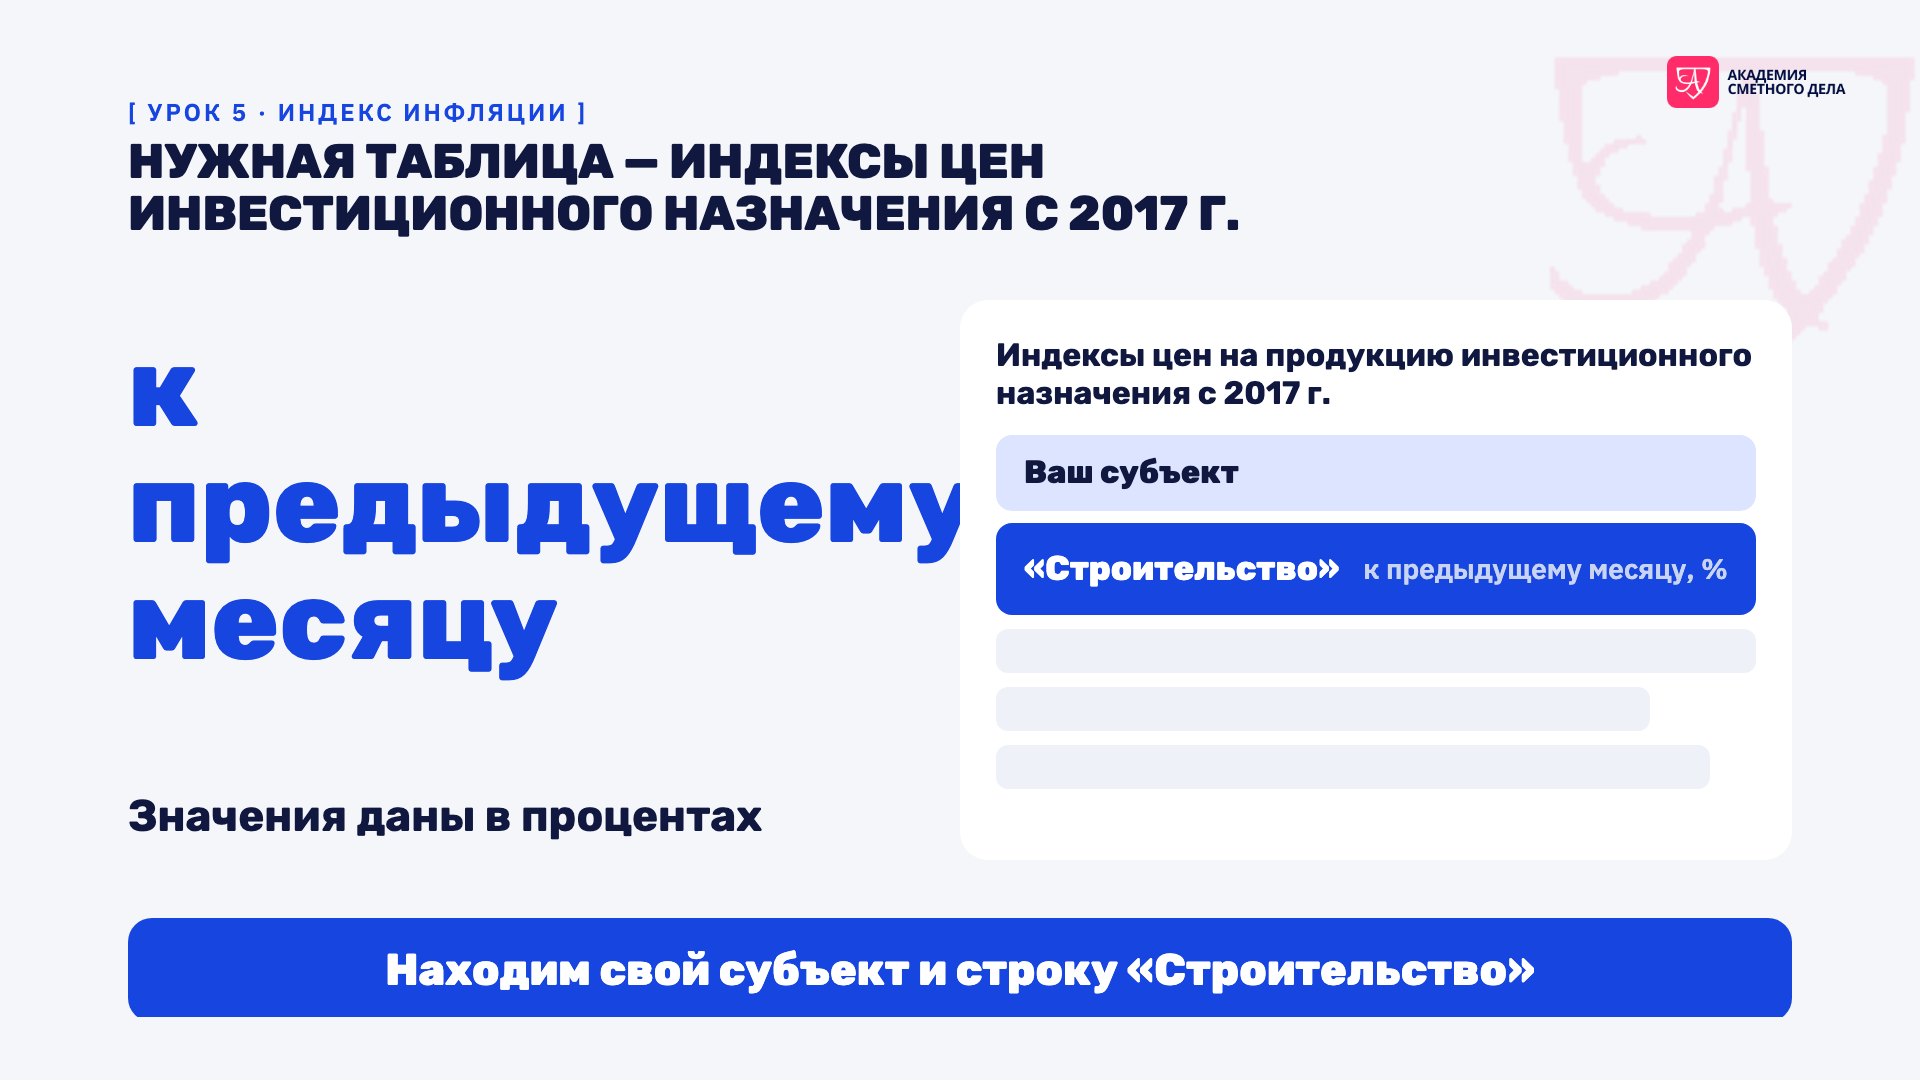 [ УРОК 5 · ИНДЕКС ИНФЛЯЦИИ ]
НУЖНАЯ ТАБЛИЦА — ИНДЕКСЫ ЦЕН
ИНВЕСТИЦИОННОГО НАЗНАЧЕНИЯ С 2017 Г.
АКАДЕМИЯ
СМЕТНОГО ДЕЛА
к
предыдущему
месяцу
Значения даны в процентах
Индексы цен на продукцию инвестиционного
назначения с 2017 г.
Ваш субъект
«Строительство» к предыдущему месяцу, %
Находим свой субъект и строку «Строительство»